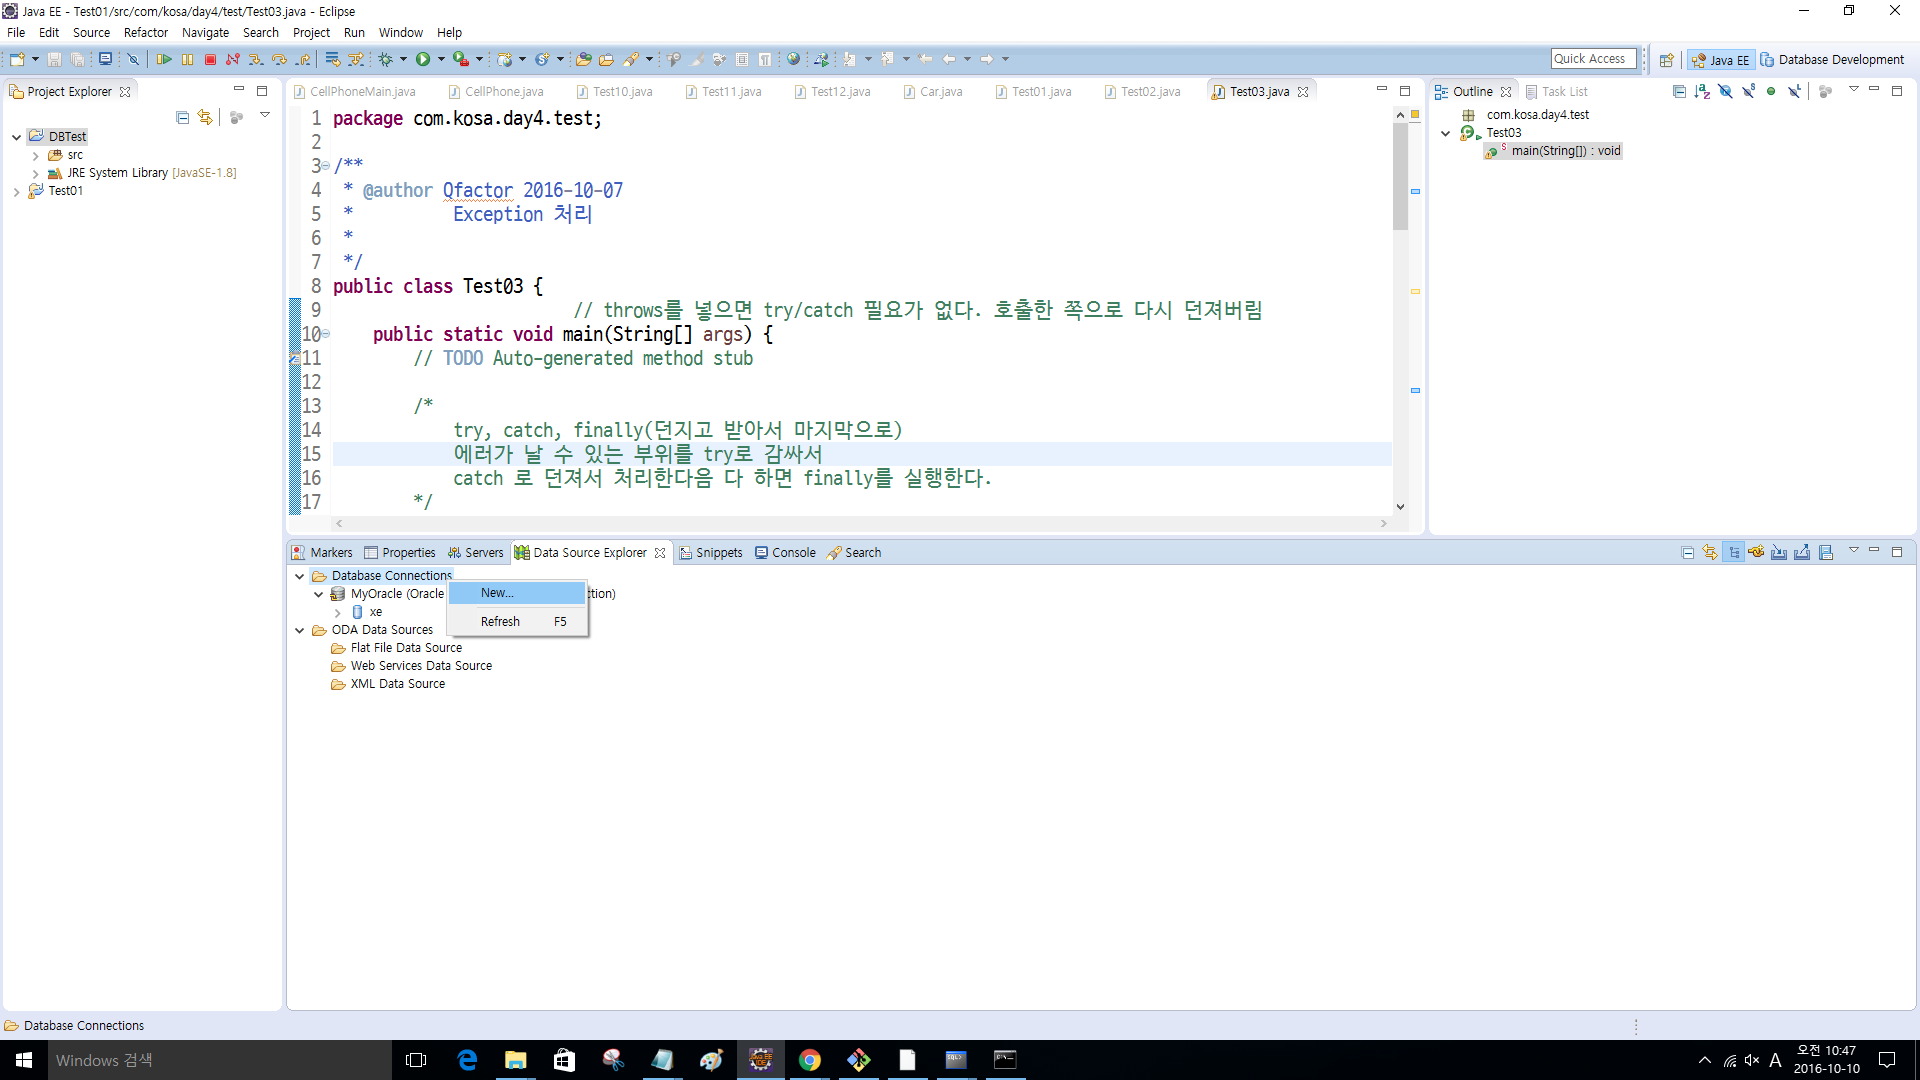 Java EE - Test01/src/com/kosa/day4/test/Test03.java - Eclipse
File Edit Source Refactor Navigate Search Project Run Window Help
Quick Access
Java EE
Database Development
Project Explorer
DBTest
src
JRE System Library [JavaSE-1.8]
Test01
CellPhoneMain.java CellPhone.java Test10.java Test11.java Test12.java Car.java Test01.java Test02.java Test03.java
1 package com.kosa.day4.test;
2
3 /**
4 * @author Qfactor 2016-10-07
5 * Exception 처리
6 *
7 */
8 public class Test03 {
9 // throws를 넣으면 try/catch 필요가 없다. 호출한 쪽으로 다시 던져버림
10 public static void main(String[] args) {
11 // TODO Auto-generated method stub
12
13 /*
14 try, catch, finally(던지고 받아서 마지막으로)
15 에러가 날 수 있는 부위를 try로 감싸서
16 catch 로 던져서 처리한다음 다 하면 finally를 실행한다.
17 */
Outline Task List
com.kosa.day4.test
Test03
main(String[]) : void
Markers Properties Servers Data Source Explorer Snippets Console Search
Database Connections
MyOracle (Oracle
ction)
xe
New...
Refresh F5
ODA Data Sources
Flat File Data Source
Web Services Data Source
XML Data Source
Database Connections
Windows 검색
A
오전 10:47
2016-10-10